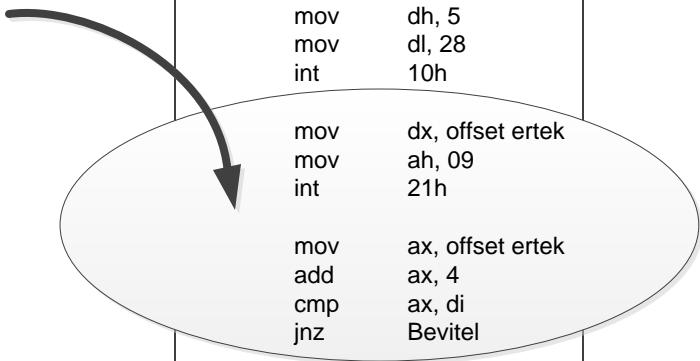 mov dh, 5
mov dl, 28
int 10h
mov dx, offset ertek
mov ah, 09
int 21h
mov ax, offset ertek
add ax, 4
cmp ax, di
jnz Bevitel